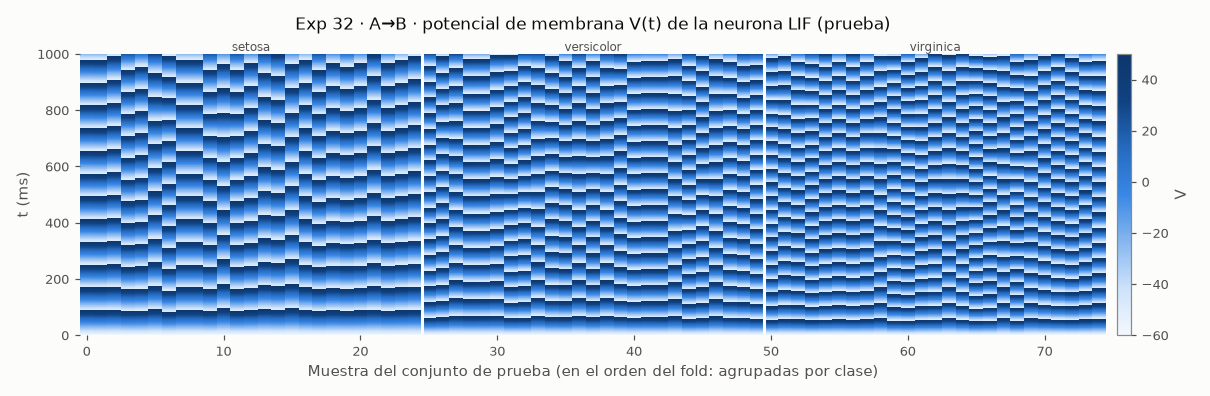 Exp 32 · A→B · potencial de membrana V(t) de la neurona LIF (prueba)
setosa versicolor virginica
1000
800
600
400
200
0
t (ms)
0 10 20 30 40 50 60 70
Muestra del conjunto de prueba (en el orden del fold: agrupadas por clase)
40
20
0
−20
−40
−60
V